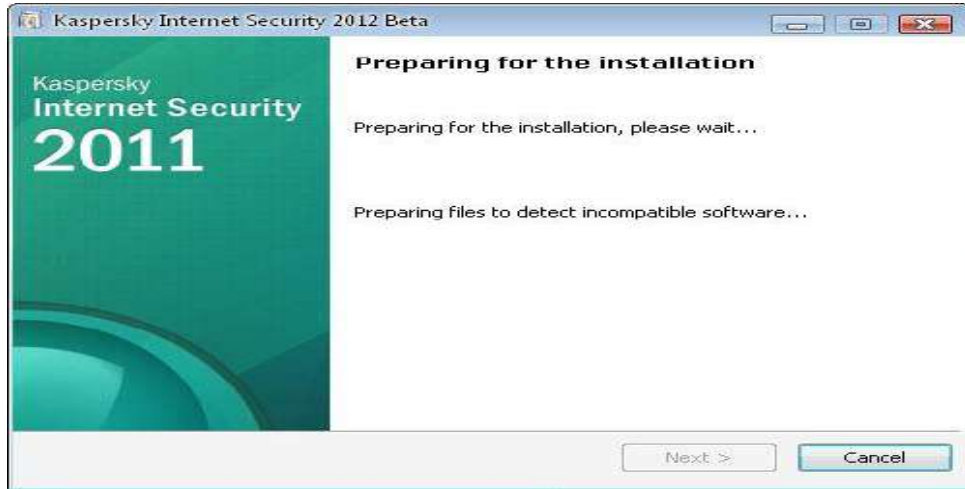 Kaspersky Internet Security 2012 Beta
Kaspersky
Internet Security
2011
Preparing for the installation
Preparing for the installation, please wait...
Preparing files to detect incompatible software...
Next >
Cancel